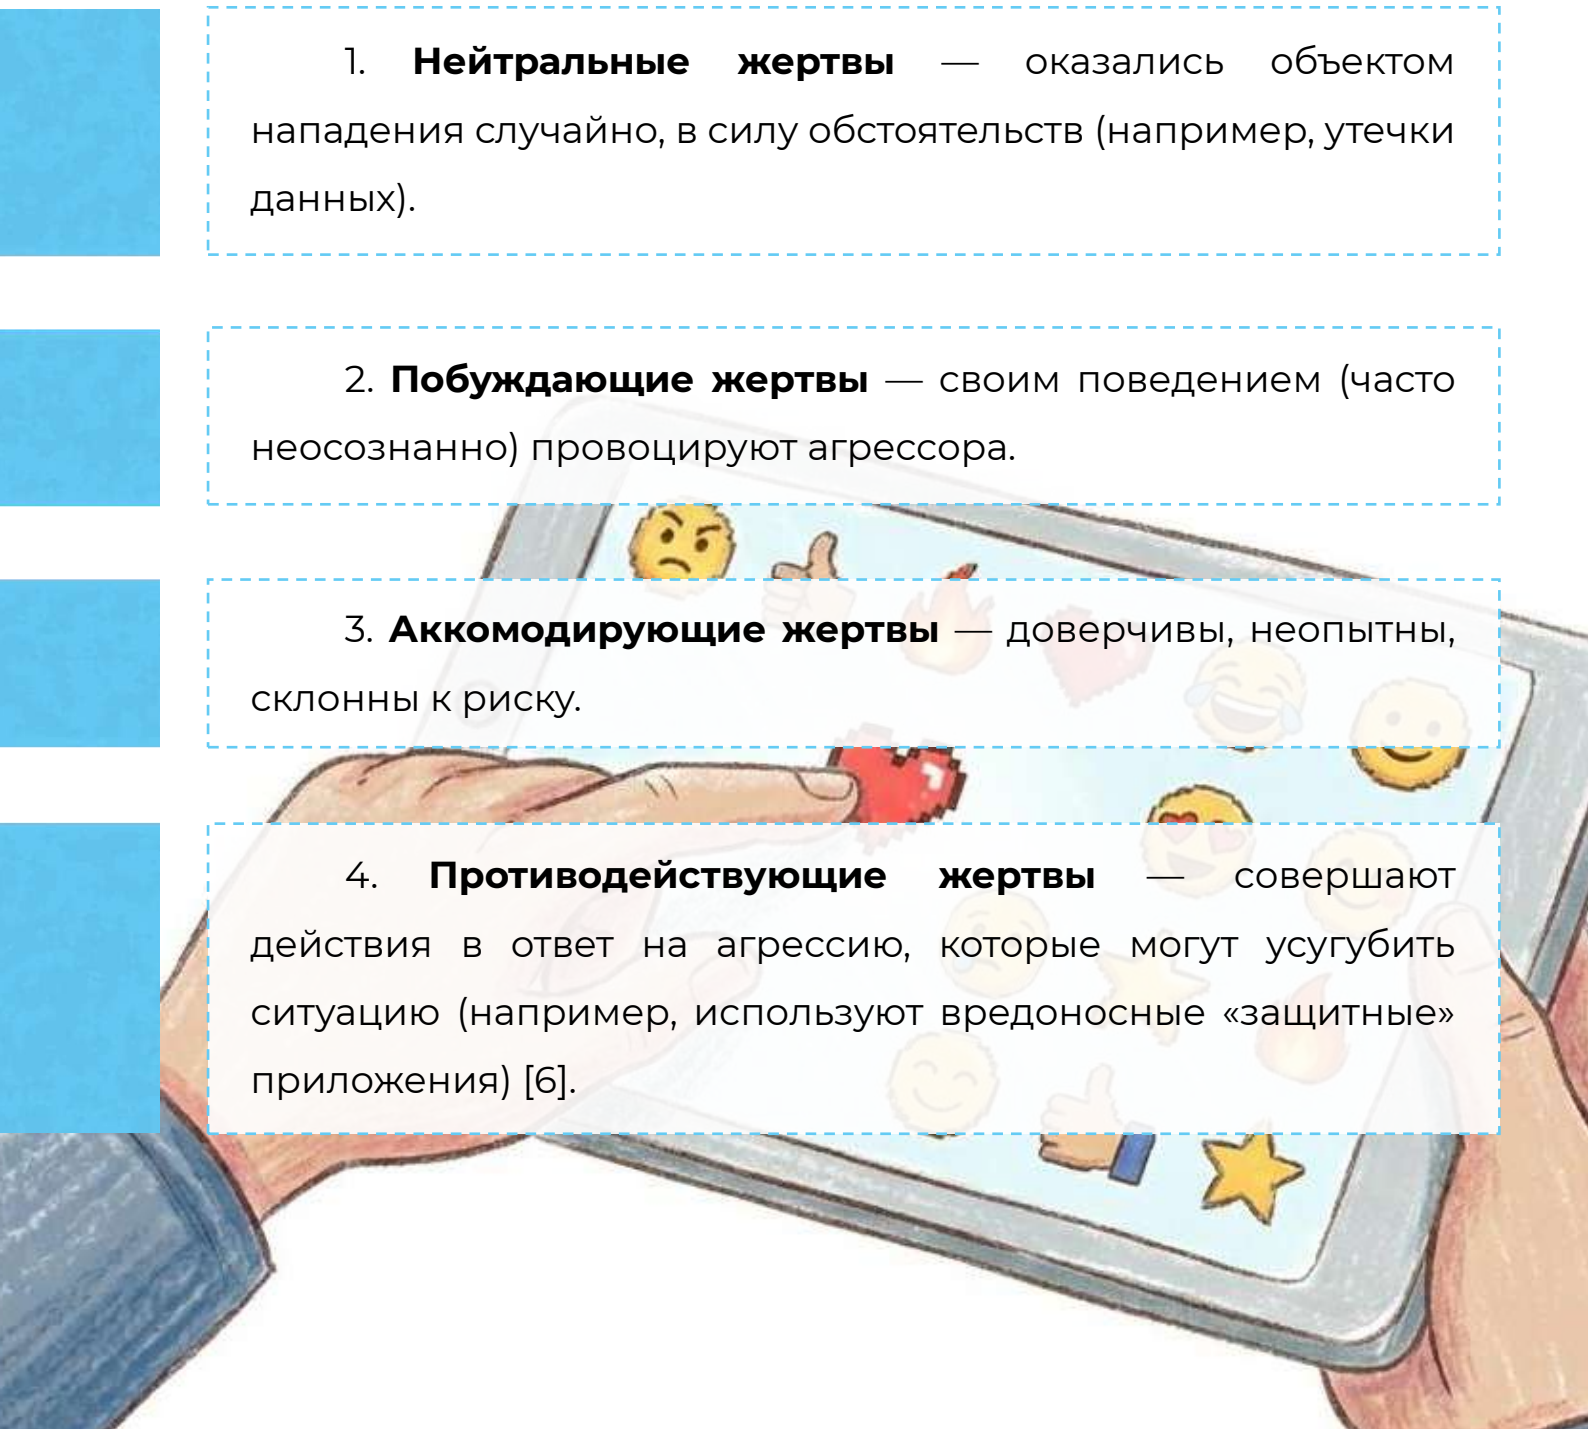 1. Нейтральные жертвы — оказались объектом
нападения случайно, в силу обстоятельств (например, утечки
данных).
2. Побуждающие жертвы — своим поведением (часто
неосознанно) провоцируют агрессора.
3. Аккомодирующие жертвы — доверчивы, неопытны,
склонны к риску.
4. Противодействующие жертвы — совершают
действия в ответ на агрессию, которые могут усугубить
ситуацию (например, используют вредоносные «защитные»
приложения) [6].